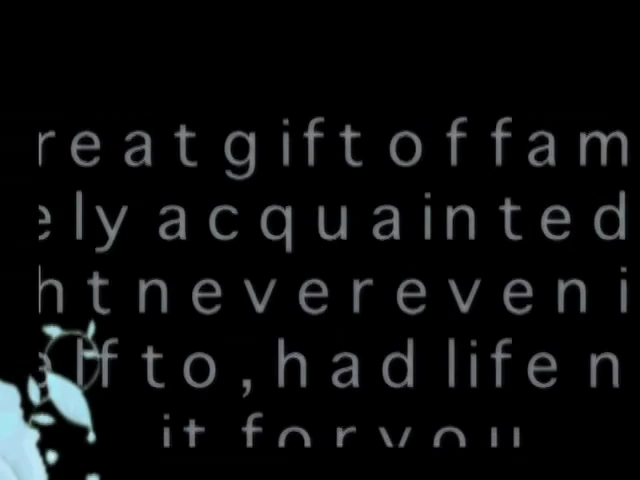 reat gift of fam
ely acquainted
ht never even i
elf to, had life n
it for you